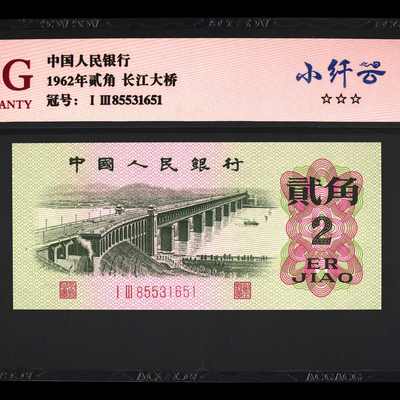 G
ANTY
中国人民银行
1962年贰角 长江大桥
冠号: I III 85531651
小纤云
☆☆☆
中國人民銀行
貳角
2
ER
JIAO
I III 85531651